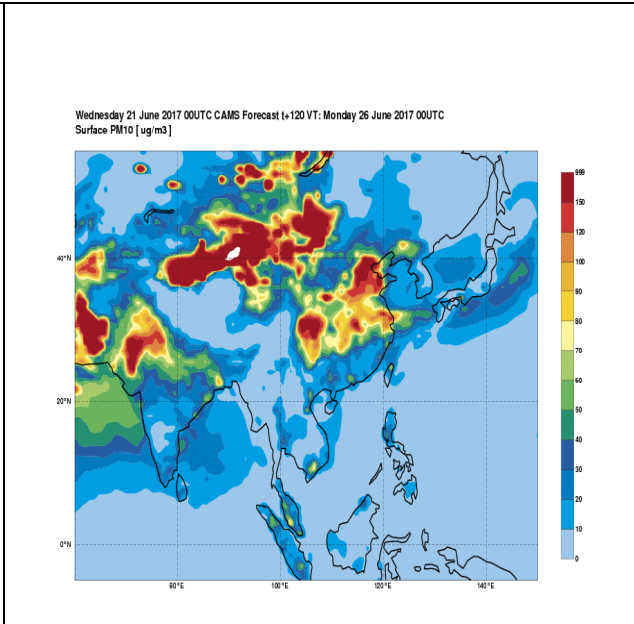 Wednesday 21 June 2017 00UTC CAMS Forecast t+120 VT: Monday 26 June 2017 00UTC
Surface PM10 [ ug/m3 ]
999
150
120
100
90
80
70
60
50
40
30
20
10
0
40°N
20°N
0°N
80°E
100°E
120°E
140°E